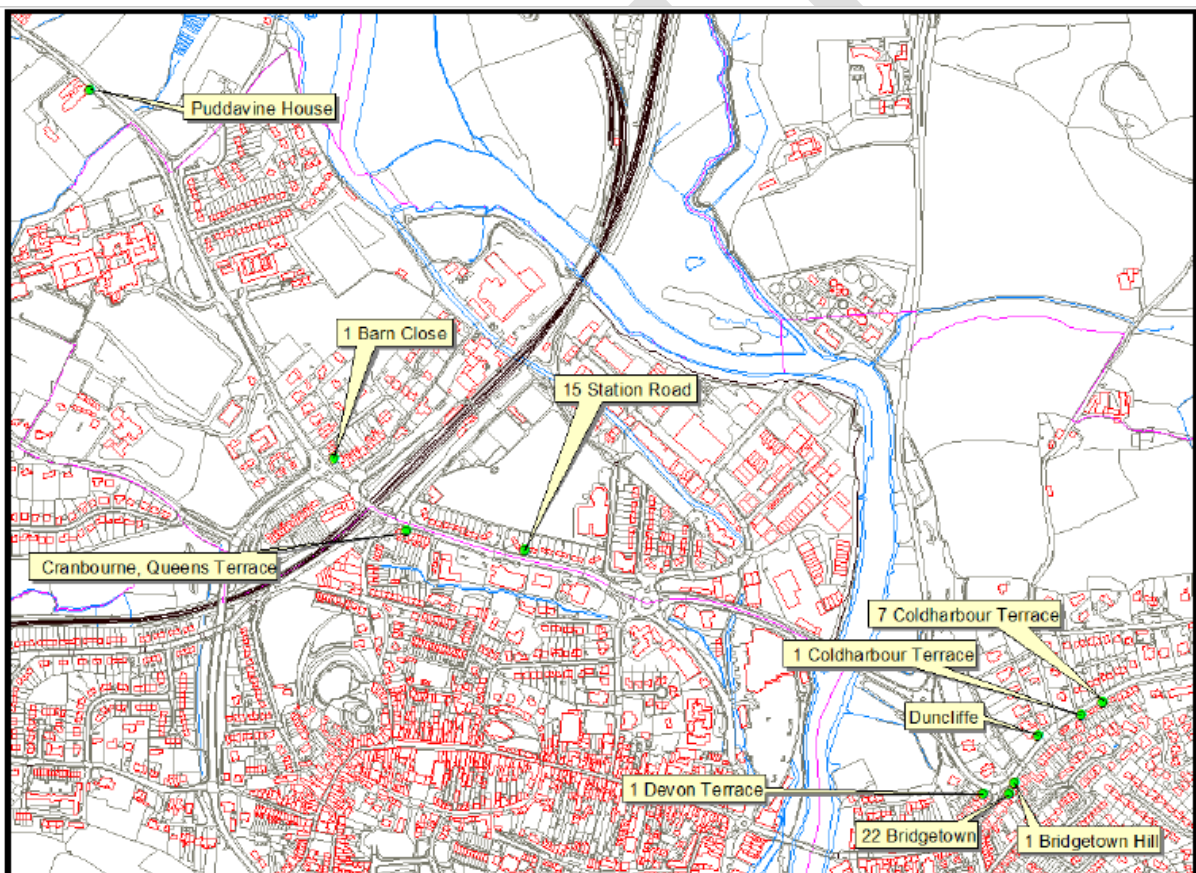 Puddavine House
1 Barn Close
15 Station Road
Cranbourne, Queens Terrace
7 Coldharbour Terrace
1 Coldharbour Terrace
Duncliffe
1 Devon Terrace
22 Bridgetown
1 Bridgetown Hill